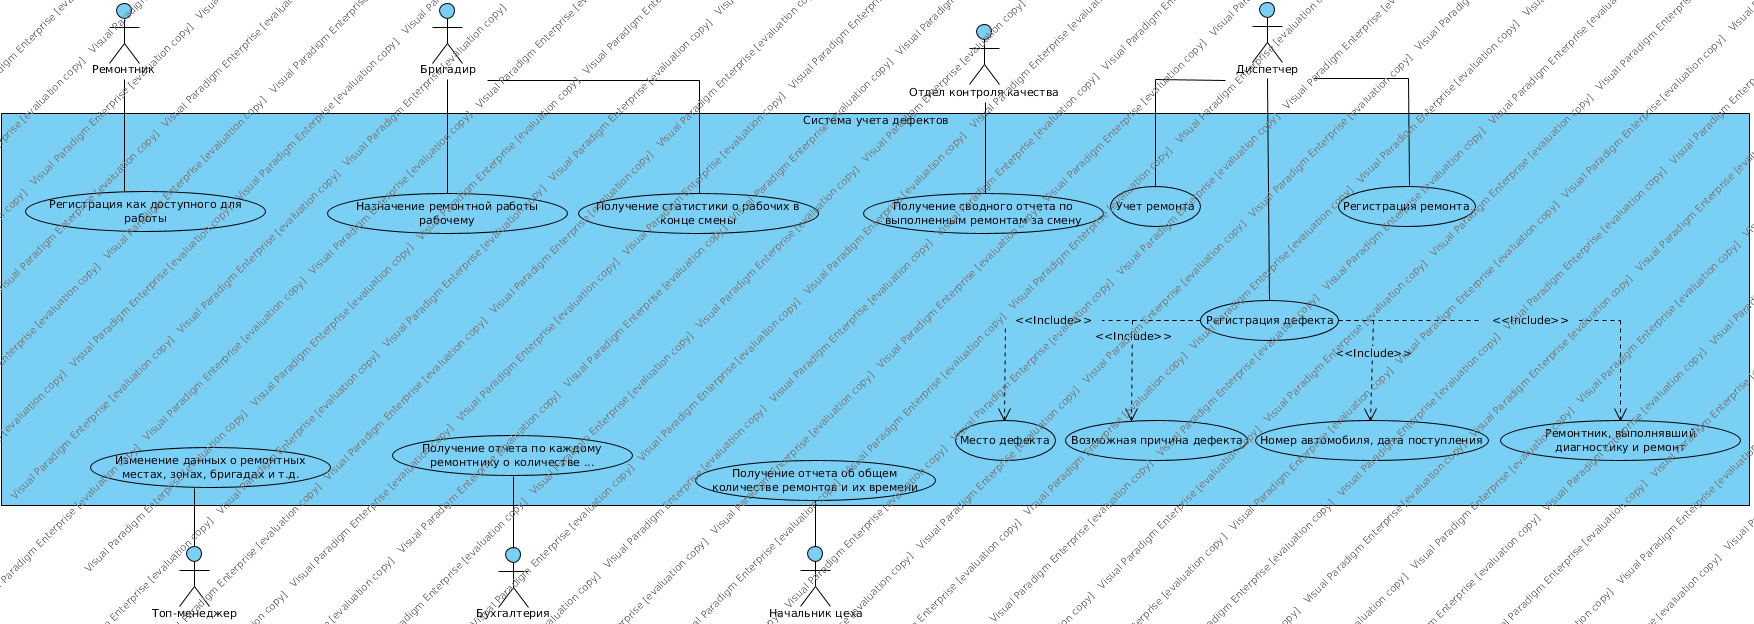 Ремонтник
Бригадир
Отдел контроля качества
Диспетчер
Система учета дефектов
Регистрация как доступного для
работы
Назначение ремонтной работы
рабочему
Получение статистики о рабочих в
конце смены
Получение сводного отчета по
выполненным ремонтам за смену
Учет ремонта
Регистрация ремонта
Регистрация дефекта
<<Include>>
<<Include>>
<<Include>>
<<Include>>
Место дефекта
Возможная причина дефекта
Номер автомобиля, дата поступления
Ремонтник, выполнявший
диагностику и ремонт
Изменение данных о ремонтных
местах, зонах, бригадах и т.д.
Получение отчета по каждому
ремонтнику о количестве ...
Получение отчета об общем
количестве ремонтов и их времени
Топ-менеджер
Бухгалтерия
Начальник цеха
Visual Paradigm Enterprise [evaluation copy]